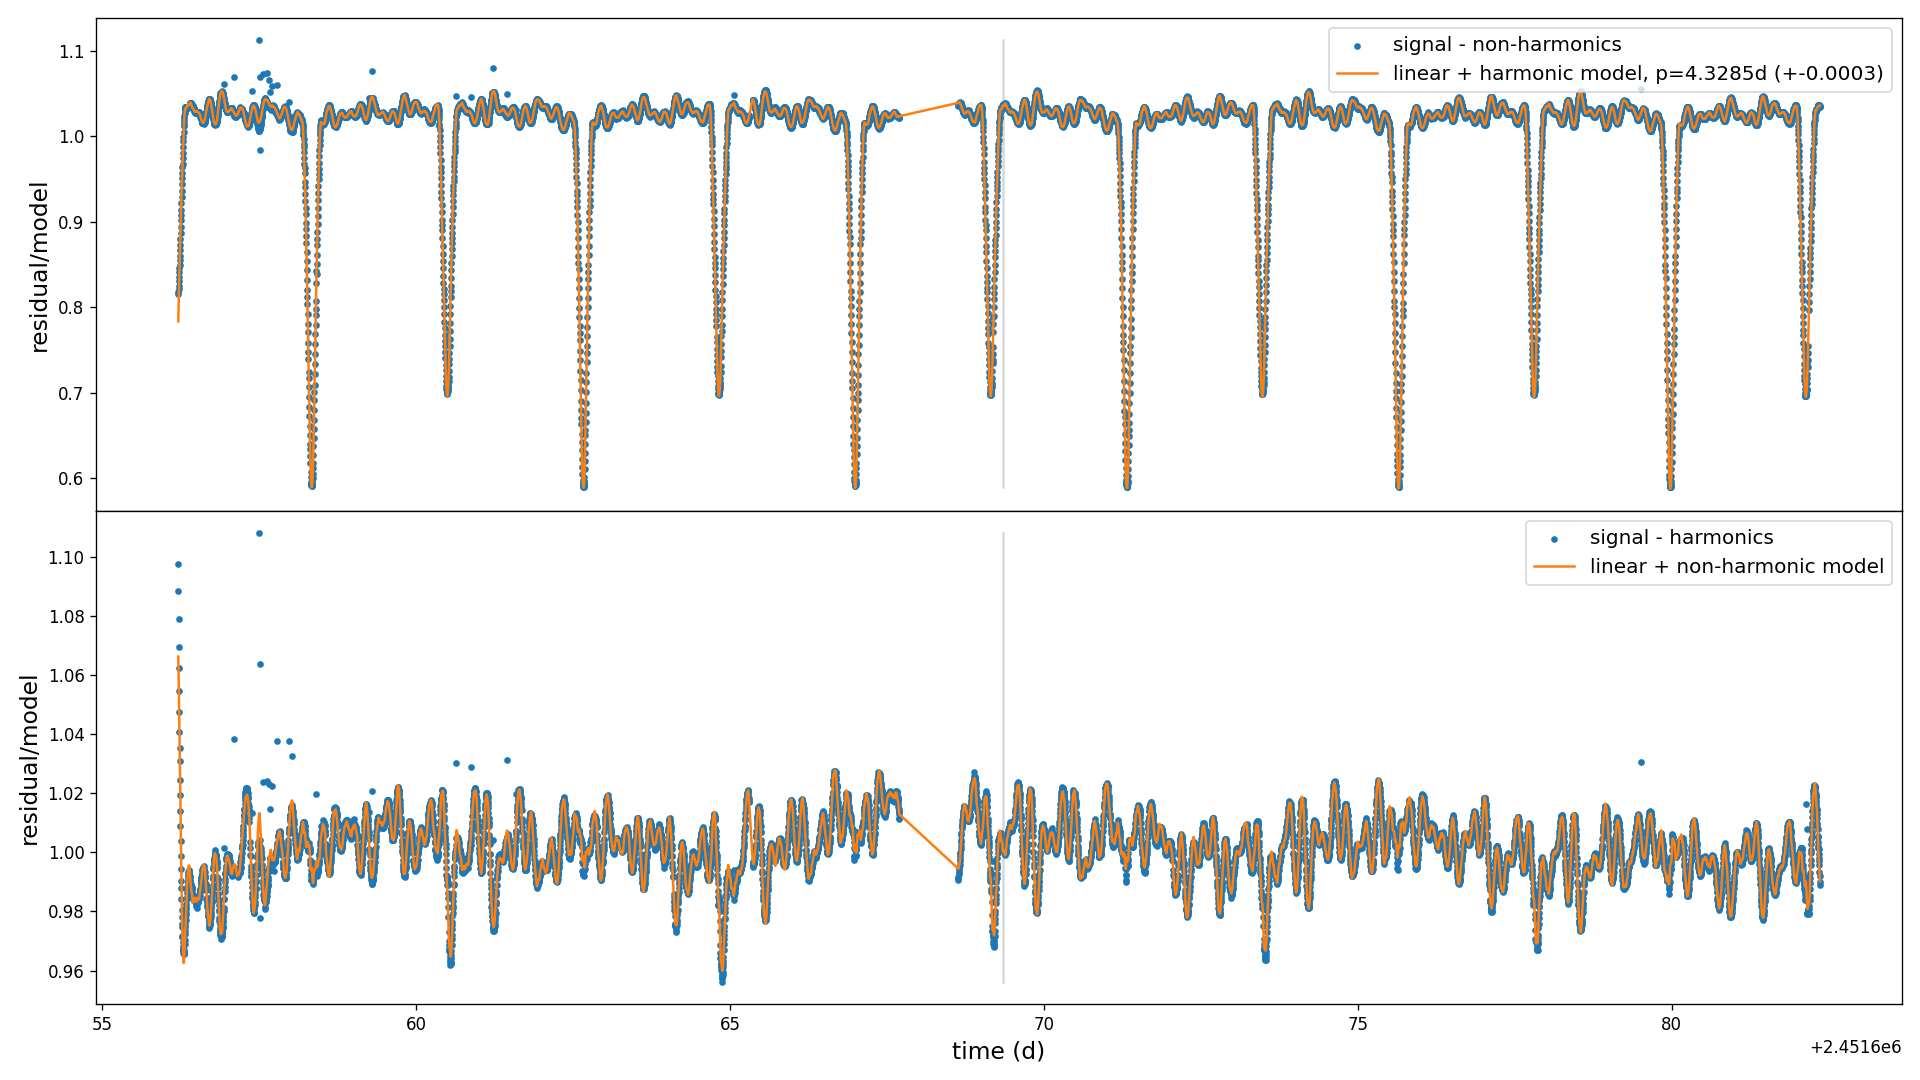 signal - non-harmonics
linear + harmonic model, p=4.3285d (+-0.0003)
1.1
1.0
0.9
0.8
0.7
0.6
residual/model
signal - harmonics
linear + non-harmonic model
1.10
1.08
1.06
1.04
1.02
1.00
0.98
0.96
residual/model
55 60 65 70 75 80
time (d)
+2.4516e6